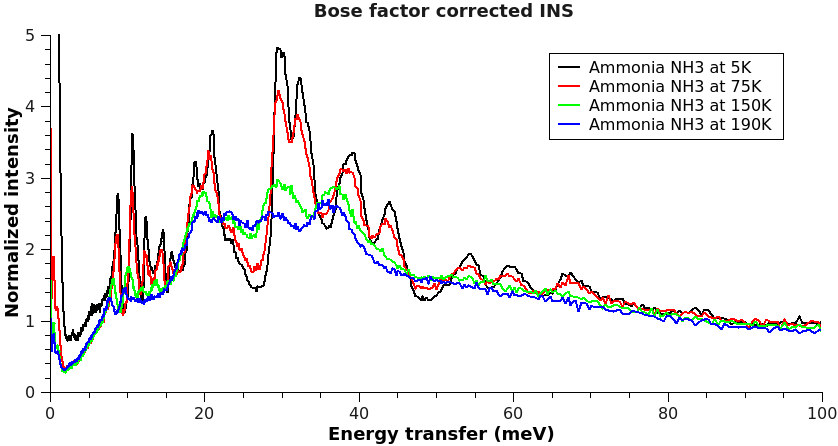 Bose factor corrected INS
Ammonia NH3 at 5K
Ammonia NH3 at 75K
Ammonia NH3 at 150K
Ammonia NH3 at 190K
Normalized intensity
5
4
3
2
1
0
0 20 40 60 80 100
Energy transfer (meV)